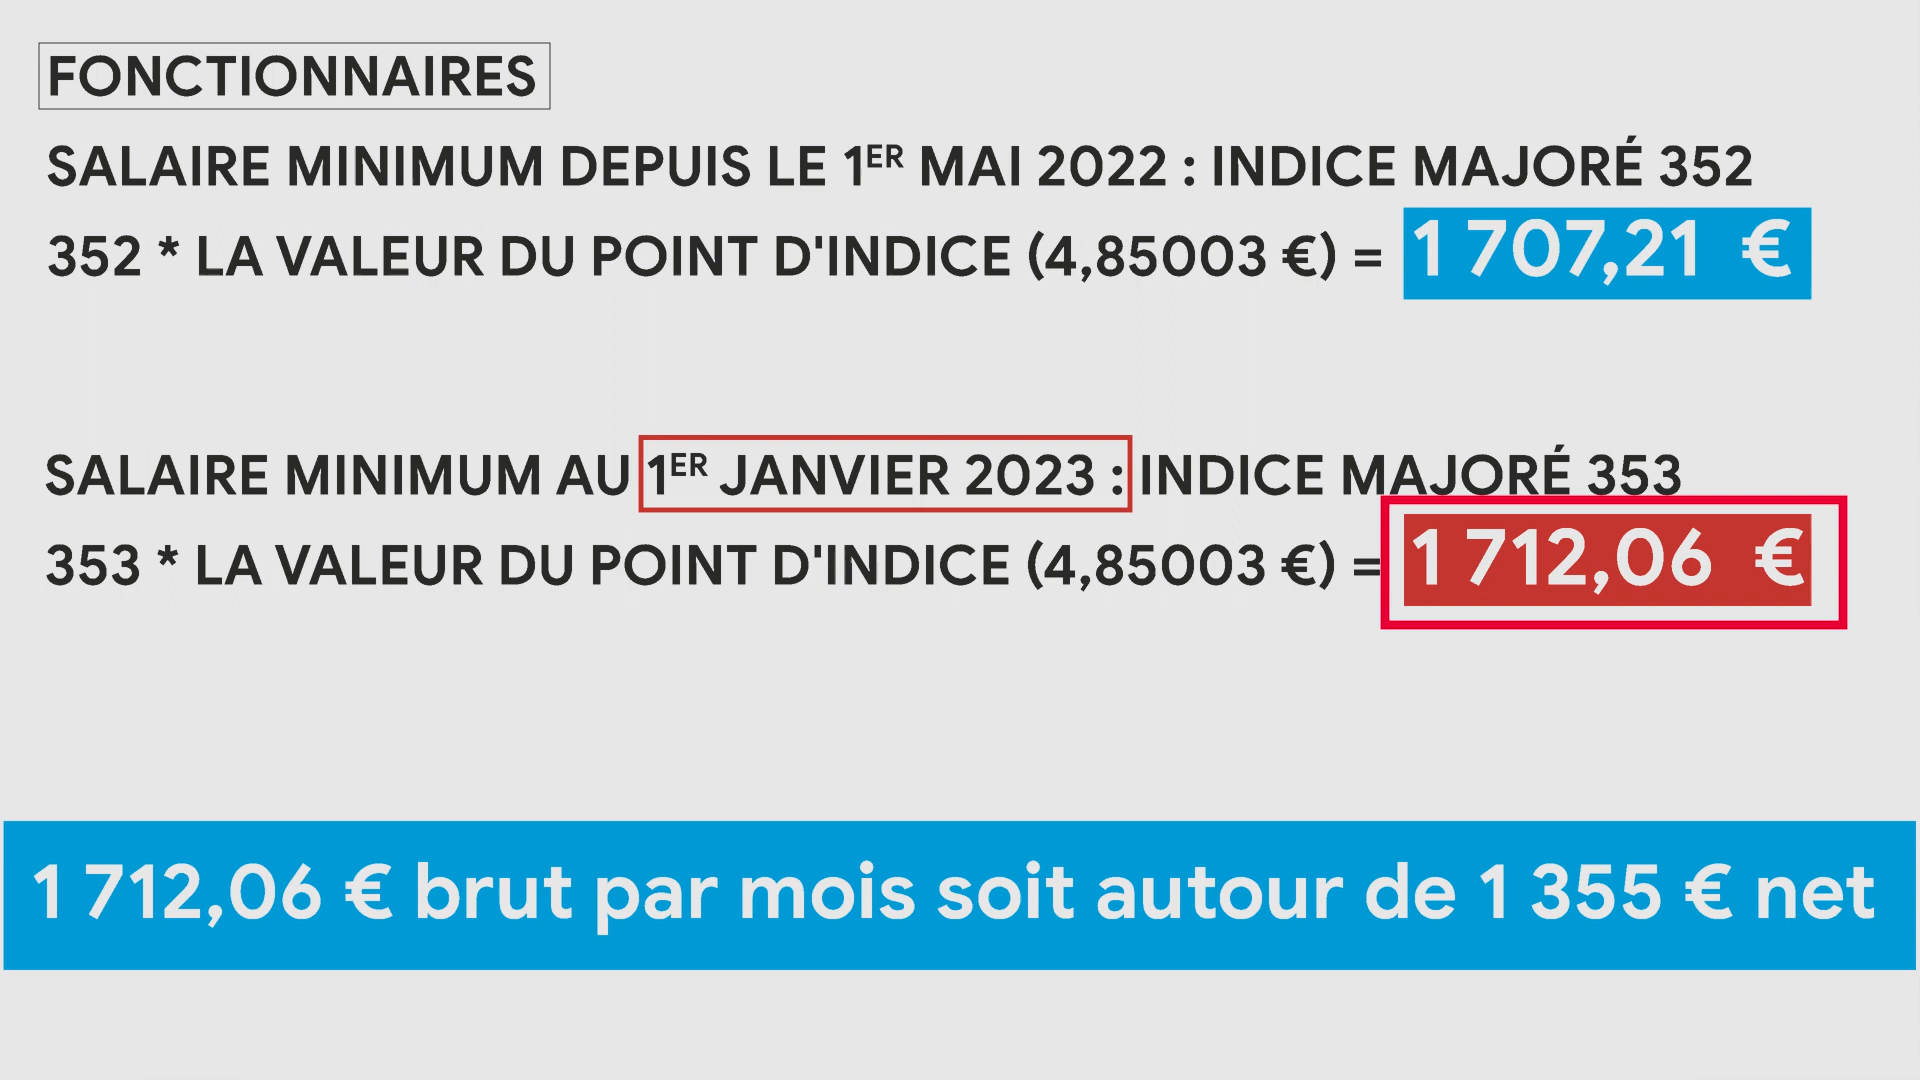 FONCTIONNAIRES
SALAIRE MINIMUM DEPUIS LE 1ER MAI 2022 : INDICE MAJORÉ 352
352 * LA VALEUR DU POINT D'INDICE (4,85003 €) = 1 707,21 €
SALAIRE MINIMUM AU 1ER JANVIER 2023 : INDICE MAJORÉ 353
353 * LA VALEUR DU POINT D'INDICE (4,85003 €) = 1 712,06 €
1 712,06 € brut par mois soit autour de 1 355 € net